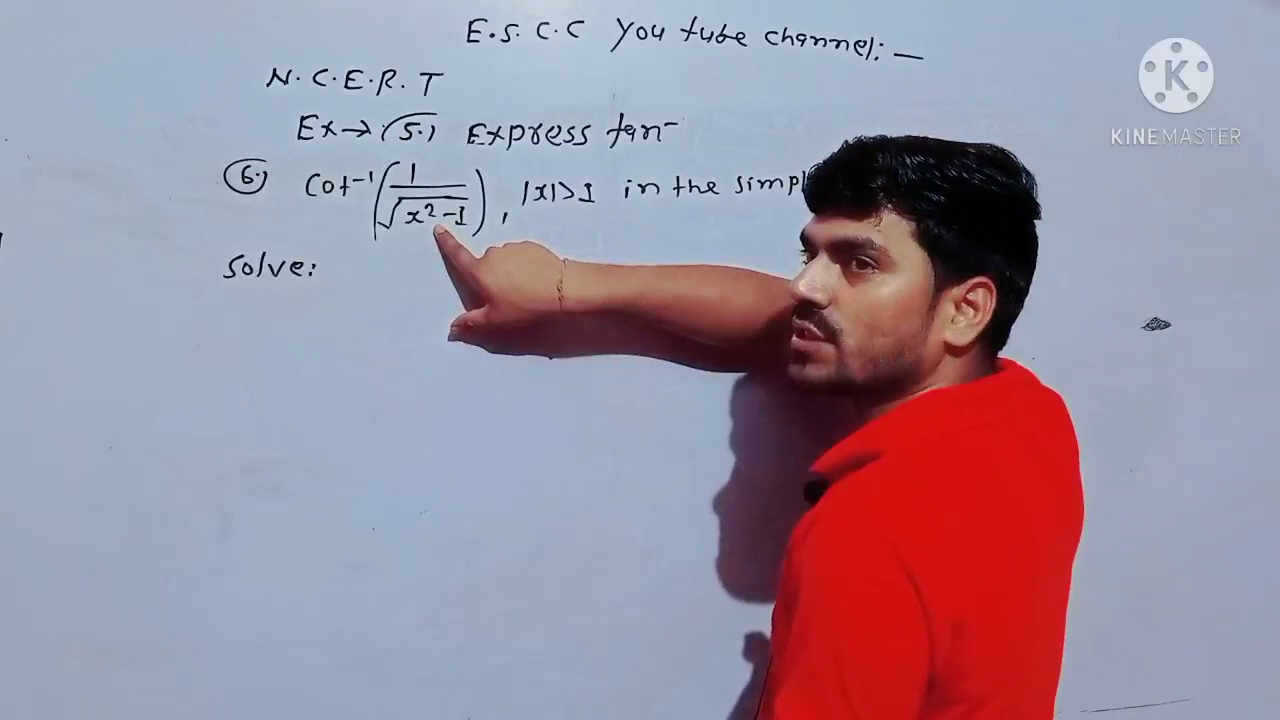 E.S. C.C You tube channel:—
N.C.E.R.T
Ex→(5.) Express tan⁻
(6.) Cot⁻¹(1/√(x²-1)), |x|>1 in the simpl
Solve:
K
KINEMASTER